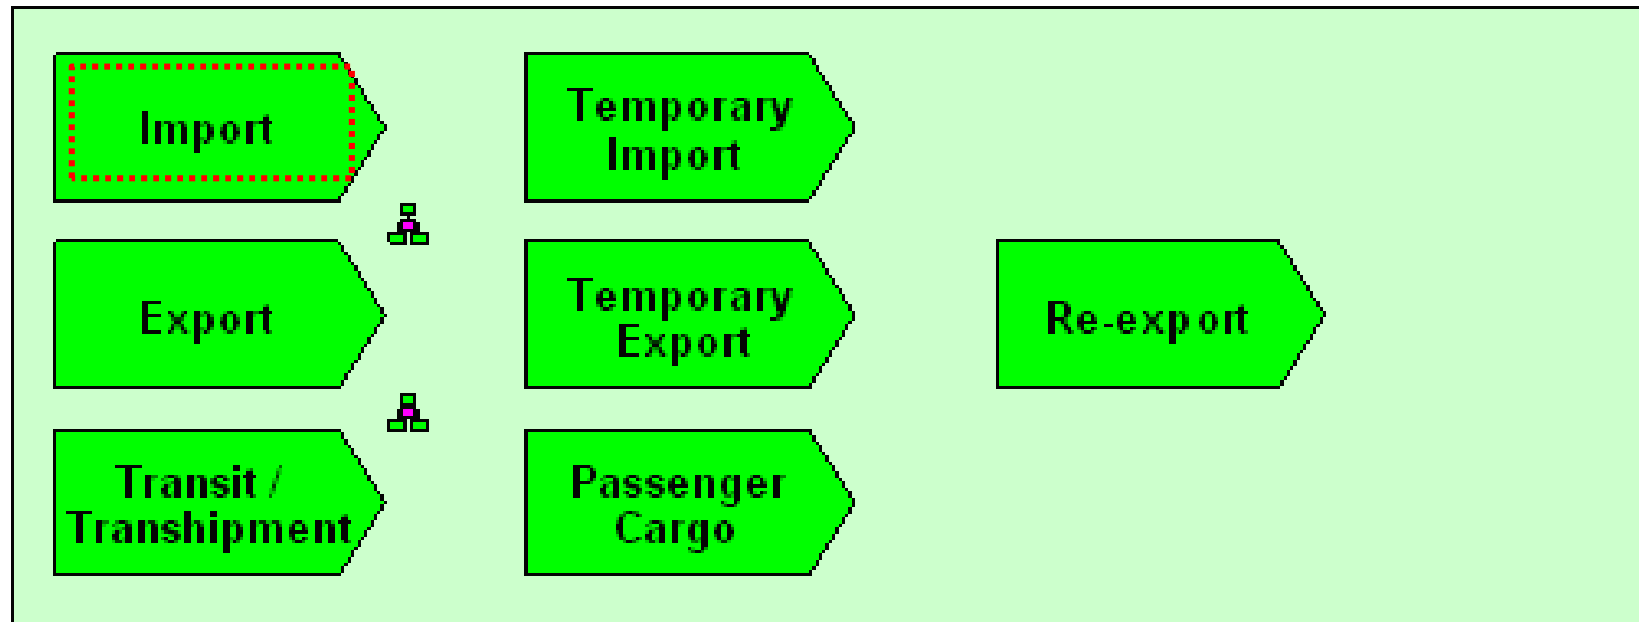 Import
Temporary
Import
Export
Temporary
Export
Re-export
Transit /
Transhipment
Passenger
Cargo